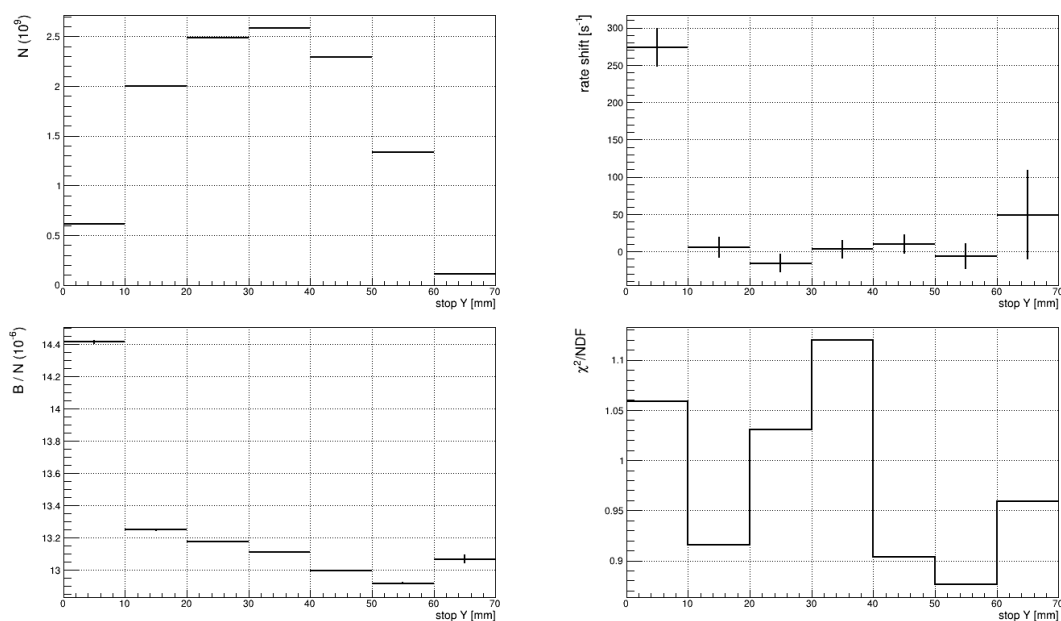 N (10⁹)
2.5
2
1.5
1
0.5
0
0 10 20 30 40 50 60 70
stop Y [mm]
rate shift [s⁻¹]
300
250
200
150
100
50
0
0 10 20 30 40 50 60 70
stop Y [mm]
B / N (10⁻⁶)
14.4
14.2
14
13.8
13.6
13.4
13.2
13
0 10 20 30 40 50 60 70
stop Y [mm]
χ²/NDF
1.1
1.05
1
0.95
0.9
0 10 20 30 40 50 60 70
stop Y [mm]